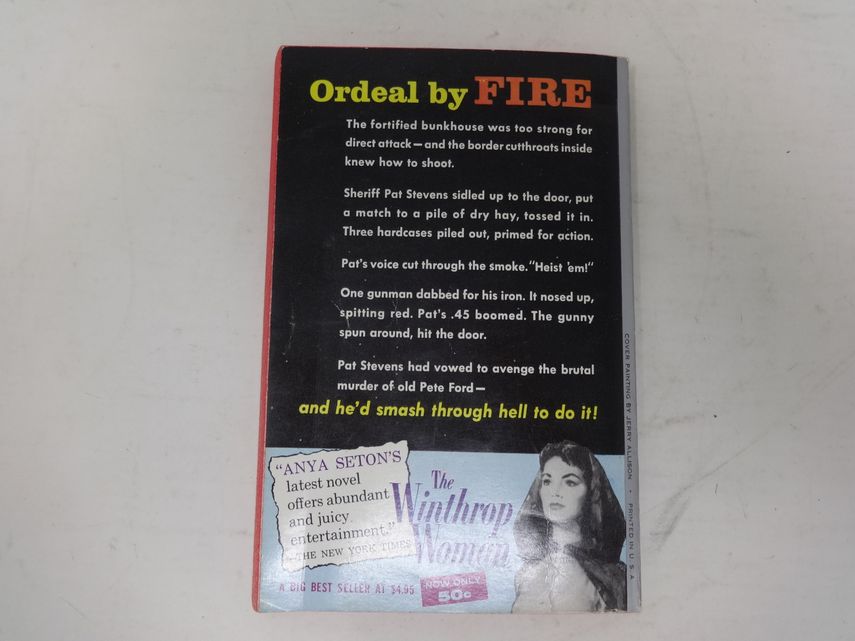 Ordeal by FIRE
The fortified bunkhouse was too strong for
direct attack—and the border cutthroats inside
knew how to shoot.
Sheriff Pat Stevens sidled up to the door, put
a match to a pile of dry hay, tossed it in.
Three hardcases piled out, primed for action.
Pat's voice cut through the smoke. "Heist 'em!"
One gunman dabbed for his iron. It nosed up,
spitting red. Pat's .45 boomed. The gunny
spun around, hit the door.
Pat Stevens had vowed to avenge the brutal
murder of old Pete Ford—
and he'd smash through hell to do it!
"ANYA SETON'S
latest novel
offers abundant
and juicy
entertainment."
—THE NEW YORK TIMES
The
Winthrop
Women
A BIG BEST SELLER AT $4.95
NOW ONLY
50c
COVER PAINTING BY JERRY ALLISON • PRINTED IN U.S.A.